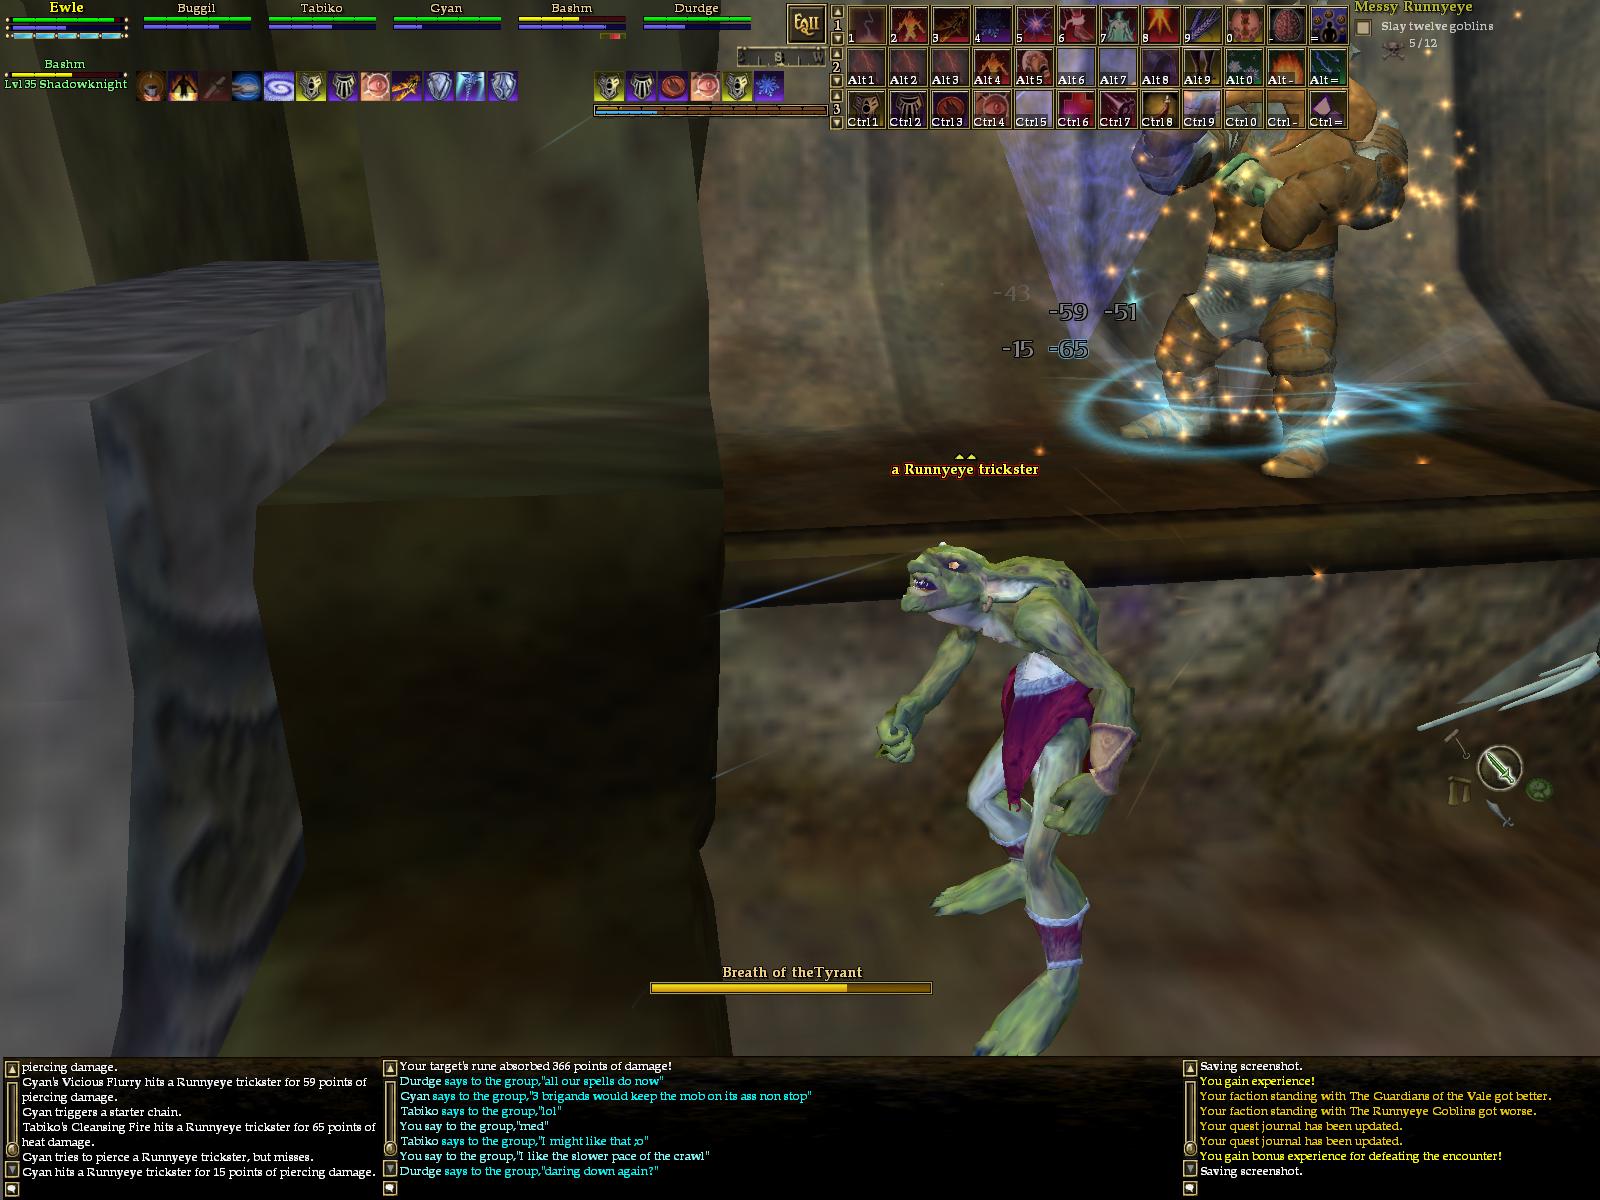 Ewle
Buggil
Tabiko
Gyan
Bashm
Durdge
Bashm
Lvl 35 Shadowknight
EQII
S W
1 1 2 3 4 5 6 7 8 9 0 - =
2 Alt1 Alt2 Alt3 Alt4 Alt5 Alt6 Alt7 Alt8 Alt9 Alt0 Alt- Alt=
3 Ctrl1 Ctrl2 Ctrl3 Ctrl4 Ctrl5 Ctrl6 Ctrl7 Ctrl8 Ctrl9 Ctrl0 Ctrl- Ctrl=
Messy Runnyeye
Slay twelve goblins
5/12
-43
-59 -51
-15 -65
a Runnyeye trickster
Breath of the Tyrant
piercing damage.
Gyan's Vicious Flurry hits a Runnyeye trickster for 59 points of
piercing damage.
Gyan triggers a starter chain.
Tabiko's Cleansing Fire hits a Runnyeye trickster for 65 points of
heat damage.
Gyan tries to pierce a Runnyeye trickster, but misses.
Gyan hits a Runnyeye trickster for 15 points of piercing damage.
Your target's rune absorbed 366 points of damage!
Durdge says to the group,"all our spells do now"
Gyan says to the group,"3 brigands would keep the mob on its ass non stop"
Tabiko says to the group,"lol"
You say to the group,"med"
Tabiko says to the group,"I might like that ;o"
You say to the group,"I like the slower pace of the crawl"
Durdge says to the group,"daring down again?"
Saving screenshot.
You gain experience!
Your faction standing with The Guardians of the Vale got better.
Your faction standing with The Runnyeye Goblins got worse.
Your quest journal has been updated.
Your quest journal has been updated.
You gain bonus experience for defeating the encounter!
Saving screenshot.